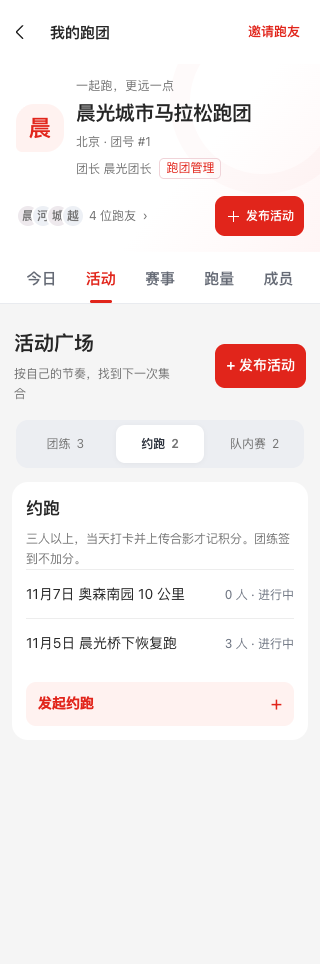 我的跑团
邀请跑友
一起跑，更远一点
晨
晨光城市马拉松跑团
北京 · 团号 #1
团长 晨光团长 跑团管理
晨 河 城 越 4 位跑友 ›
＋ 发布活动
今日 活动 赛事 跑量 成员
活动广场
按自己的节奏，找到下一次集
合
+ 发布活动
团练 3 约跑 2 队内赛 2
约跑
三人以上，当天打卡并上传合影才记积分。团练签
到不加分。
11月7日 奥森南园 10 公里 0 人 · 进行中
11月5日 晨光桥下恢复跑 3 人 · 进行中
发起约跑 +